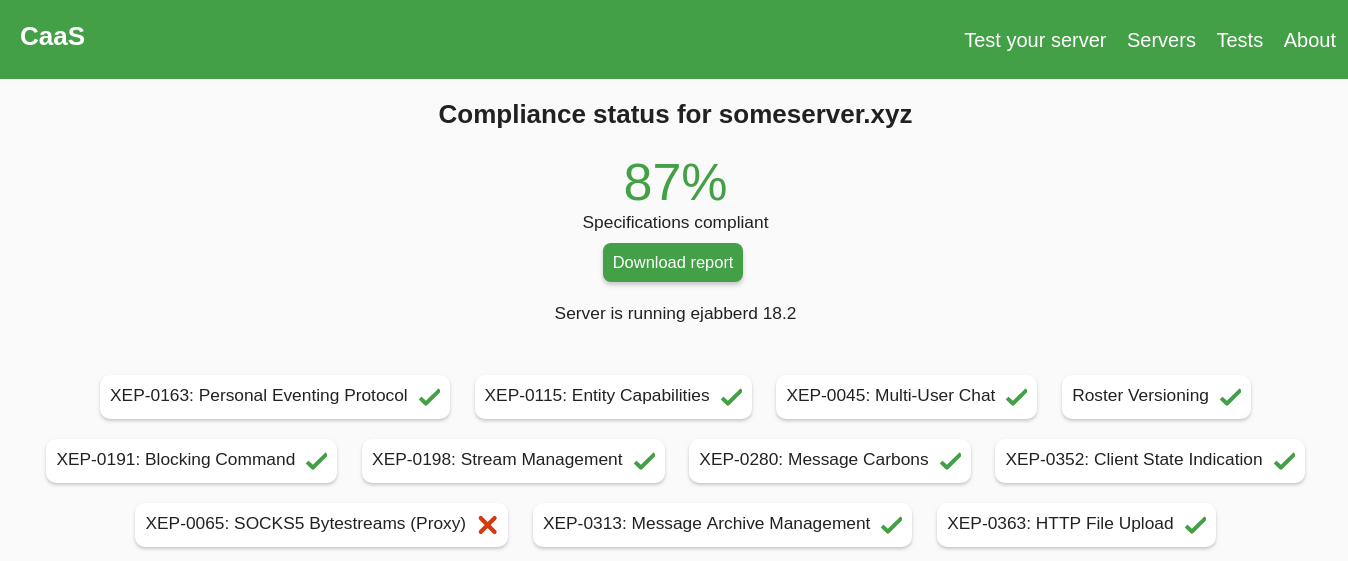 CaaS
Test your server Servers Tests About
Compliance status for someserver.xyz
87%
Specifications compliant
Download report
Server is running ejabberd 18.2
XEP-0163: Personal Eventing Protocol XEP-0115: Entity Capabilities XEP-0045: Multi-User Chat Roster Versioning
XEP-0191: Blocking Command XEP-0198: Stream Management XEP-0280: Message Carbons XEP-0352: Client State Indication
XEP-0065: SOCKS5 Bytestreams (Proxy) XEP-0313: Message Archive Management XEP-0363: HTTP File Upload